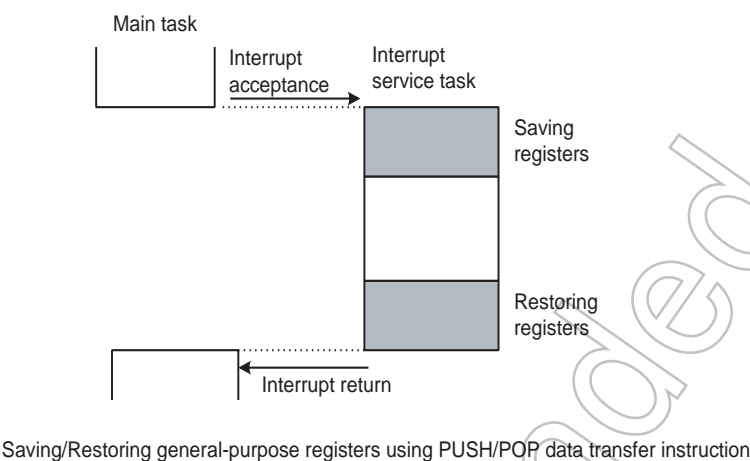 Main task
Interrupt
acceptance
Interrupt
service task
Saving
registers
Restoring
registers
Interrupt return
Saving/Restoring general-purpose registers using PUSH/POP data transfer instruction